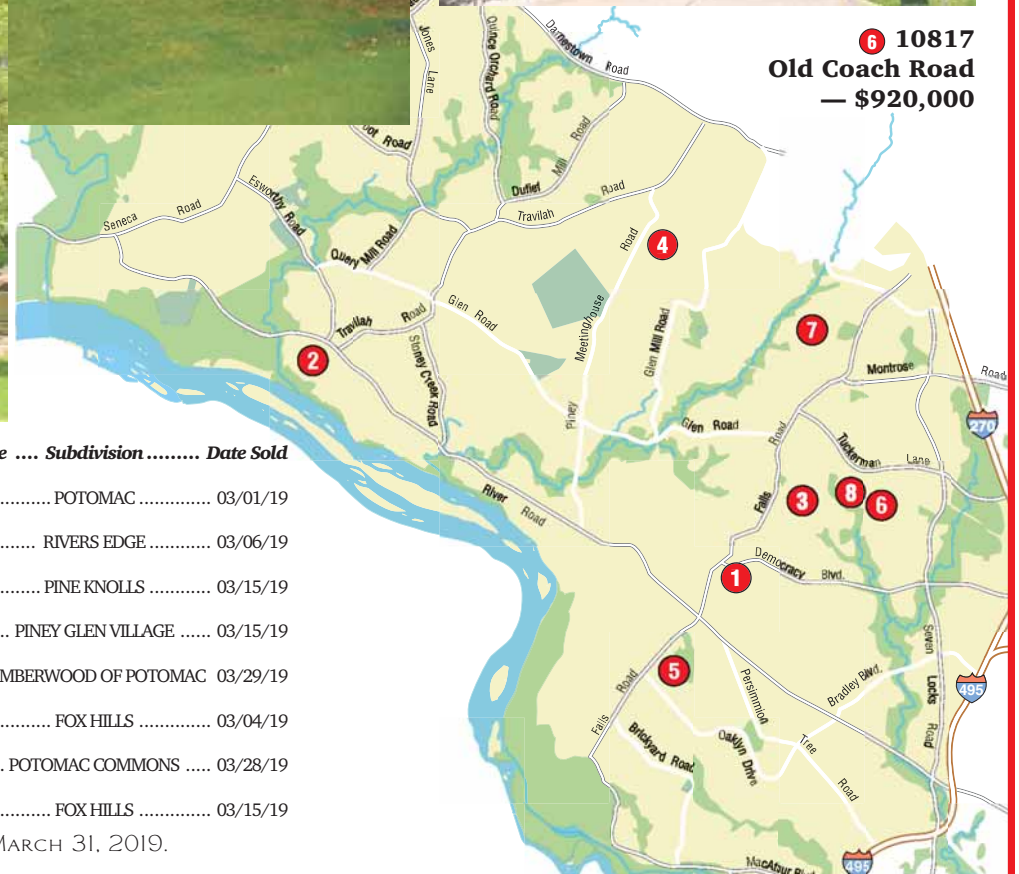 6 10817
Old Coach Road
— $920,000
Jones Lane
Quince Orchard Road
Darnestown Road
Road
Dufief Mill Road
Travilah Road
Esworthy Road
Seneca Road
Query Mill Road
Piney Meetinghouse Road
4
Glen Road
Glen Mill Road
Travilah Road
Stoney Creek Road
2
7
Montrose Road
270
Glen Road
Falls Road
Tuckerman Lane
3
8
6
River Road
Democracy Blvd.
1
Seven Locks Road
5
Falls Road
Persimmion Tree Road
Bradley Blvd.
495
Brickyard Road
Oaklyn Drive
495
.... Subdivision ......... Date Sold
........... POTOMAC ............. 03/01/19
....... RIVERS EDGE ............ 03/06/19
......... PINE KNOLLS ............ 03/15/19
.. PINEY GLEN VILLAGE ...... 03/15/19
OF POTOMAC 03/29/19
........... FOX HILLS .............. 03/04/19
. POTOMAC COMMONS ..... 03/28/19
........... FOX HILLS .............. 03/15/19
MARCH 31, 2019.